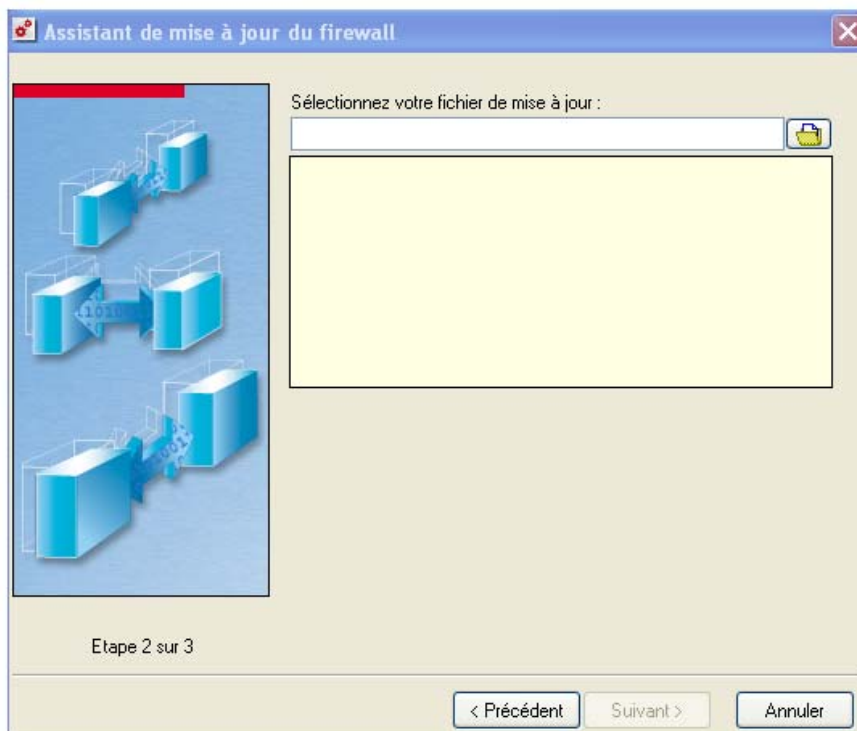 Assistant de mise à jour du firewall
Sélectionnez votre fichier de mise à jour :
Etape 2 sur 3
< Précédent
Suivant >
Annuler